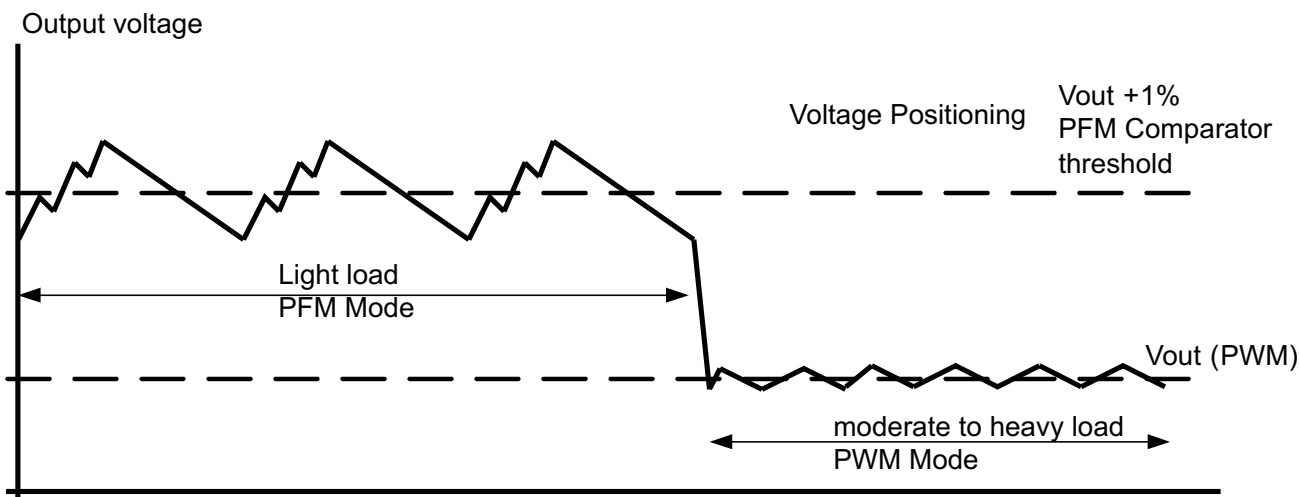 Output voltage
Voltage Positioning
Vout +1%
PFM Comparator
threshold
Light load
PFM Mode
Vout (PWM)
moderate to heavy load
PWM Mode